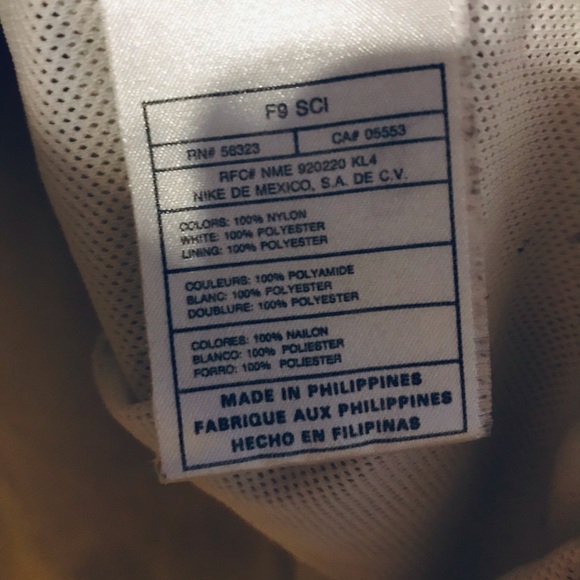 F9 SCI
RN# 56323 CA# 05553
RFC# NME 920220 KL4
NIKE DE MEXICO, S.A. DE C.V.
COLORS: 100% NYLON
WHITE: 100% POLYESTER
LINING: 100% POLYESTER
COULEURS: 100% POLYAMIDE
BLANC: 100% POLYESTER
DOUBLURE: 100% POLYESTER
COLORES: 100% NAILON
BLANCO: 100% POLIESTER
FORRO: 100% POLIESTER
MADE IN PHILIPPINES
FABRIQUE AUX PHILIPPINES
HECHO EN FILIPINAS